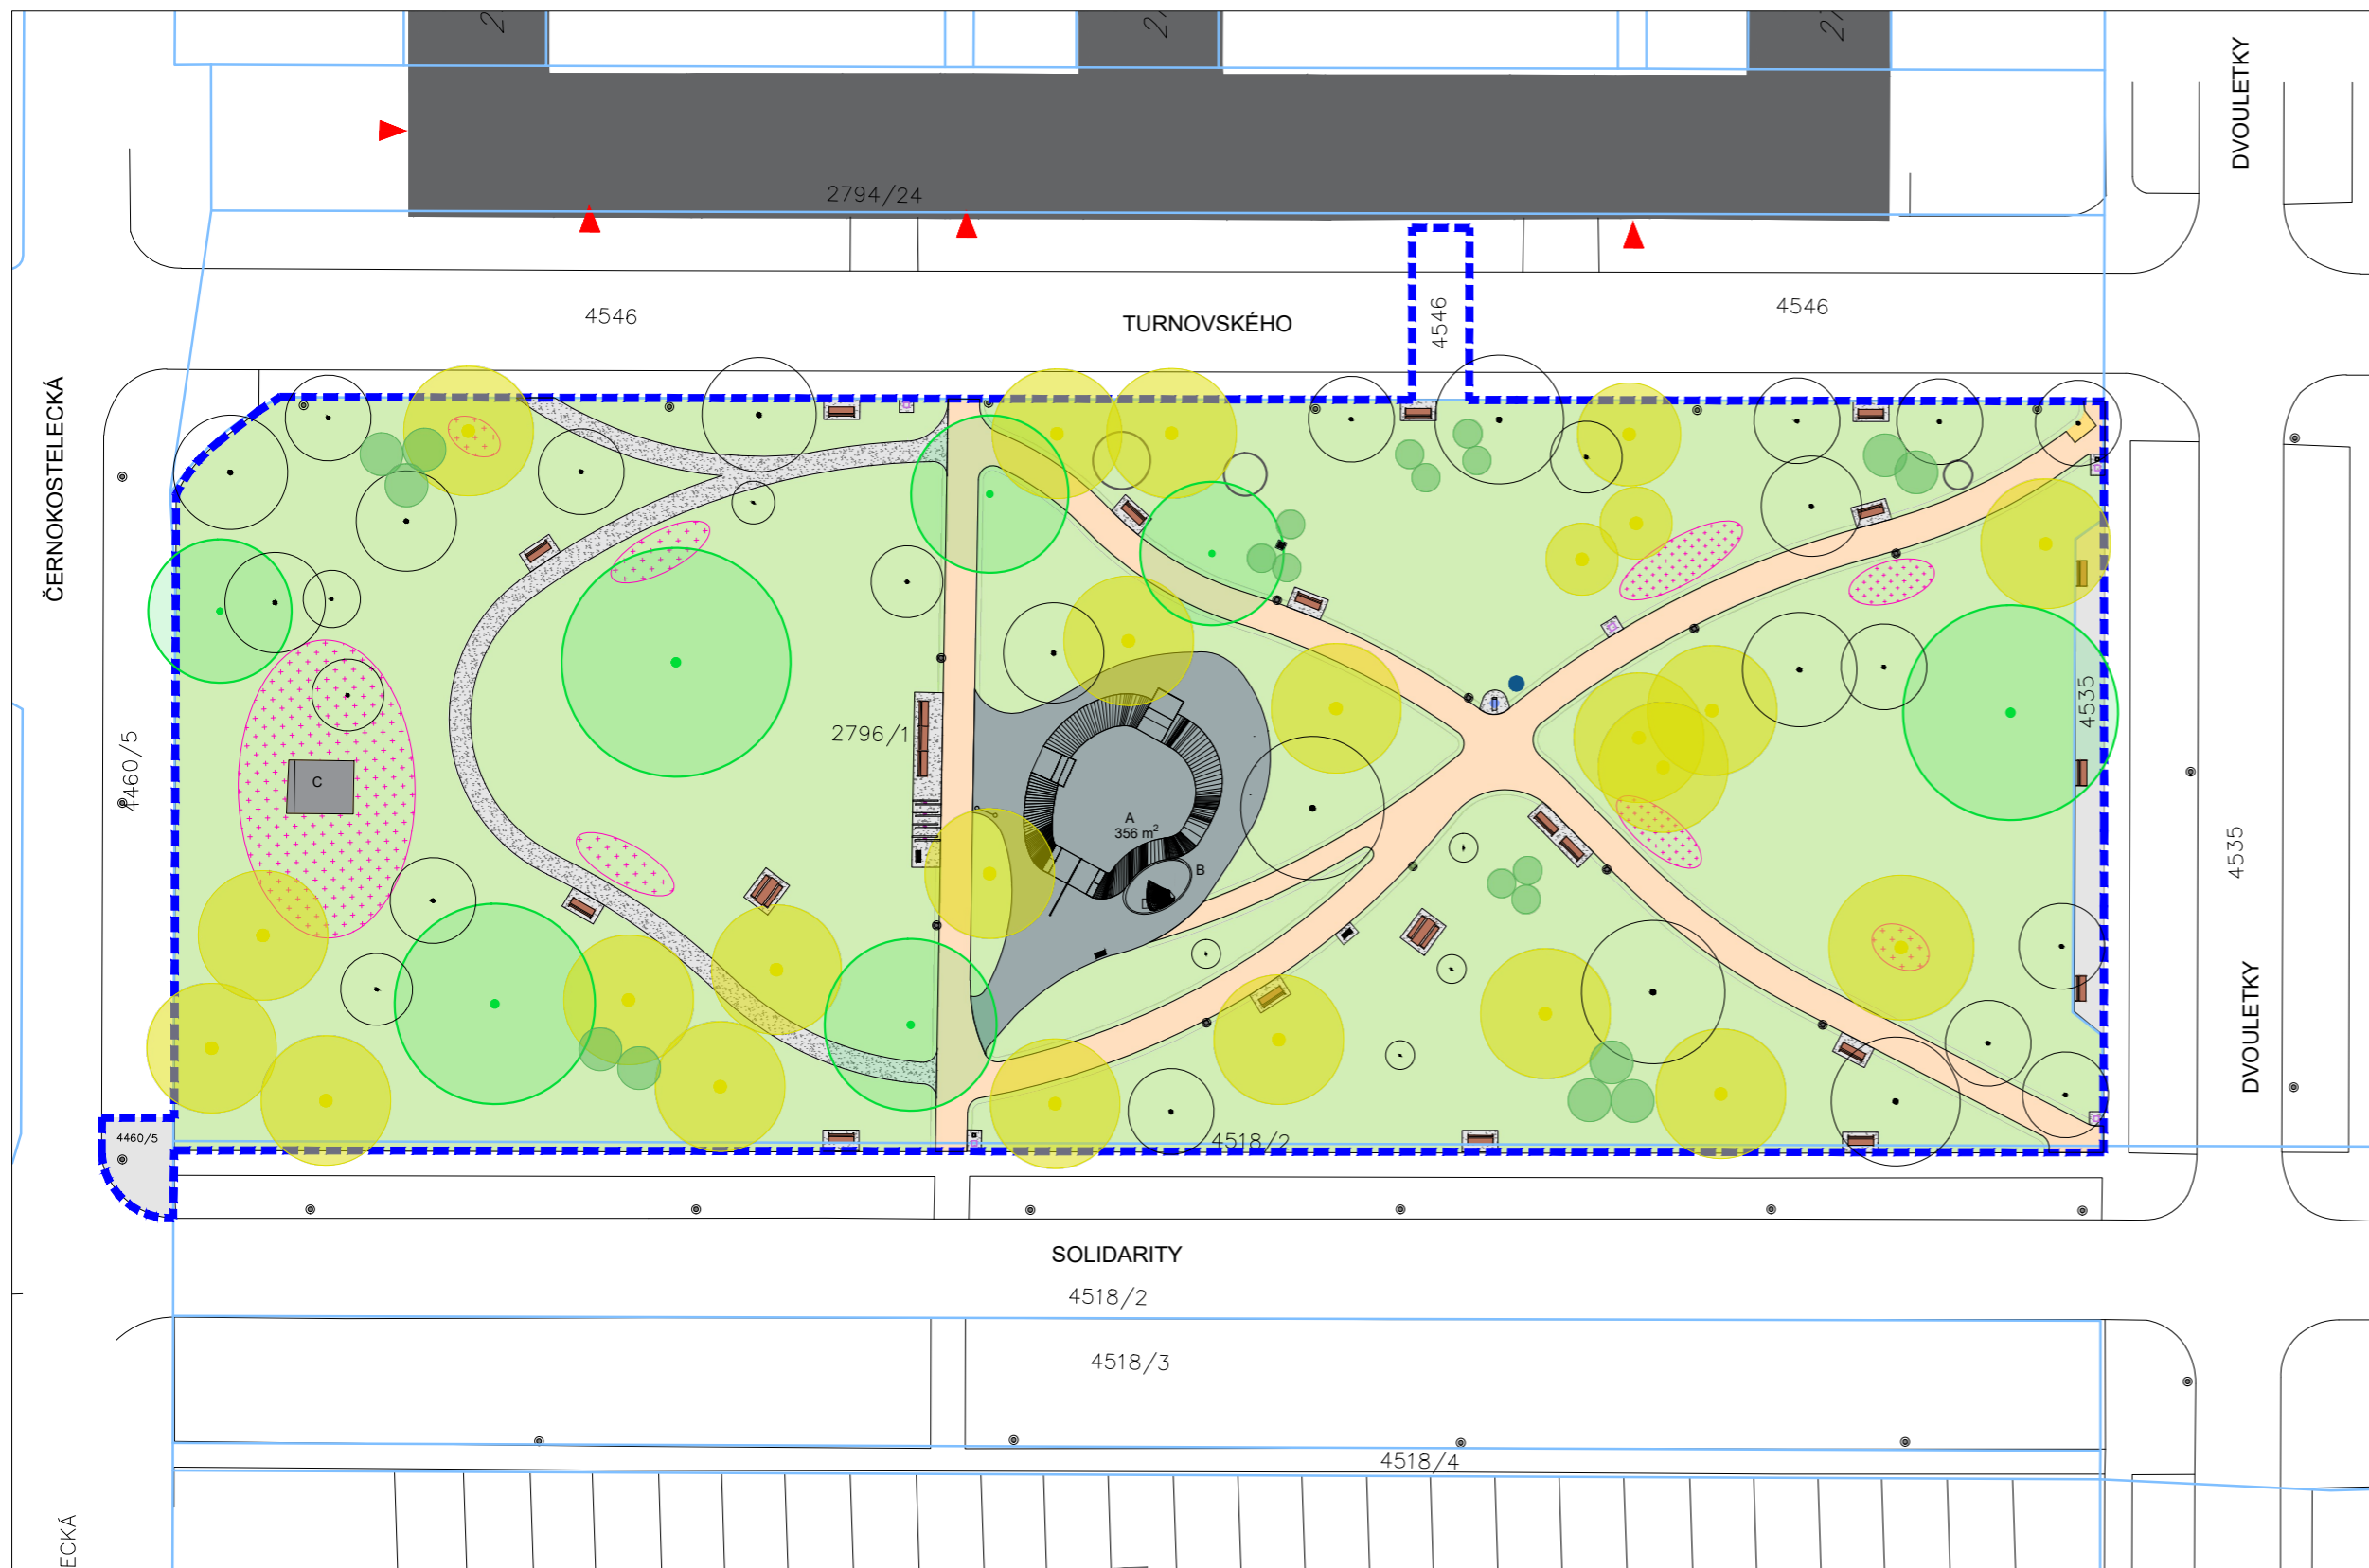 DVOULETKY
2794/24
4546
TURNOVSKÉHO
4546
4546
ČERNOKOSTELECKÁ
4460/5
2796/1
C
A
356 m²
B
4535
4535
DVOULETKY
4460/5
4518/2
SOLIDARITY
4518/2
4518/3
4518/4
ECKÁ